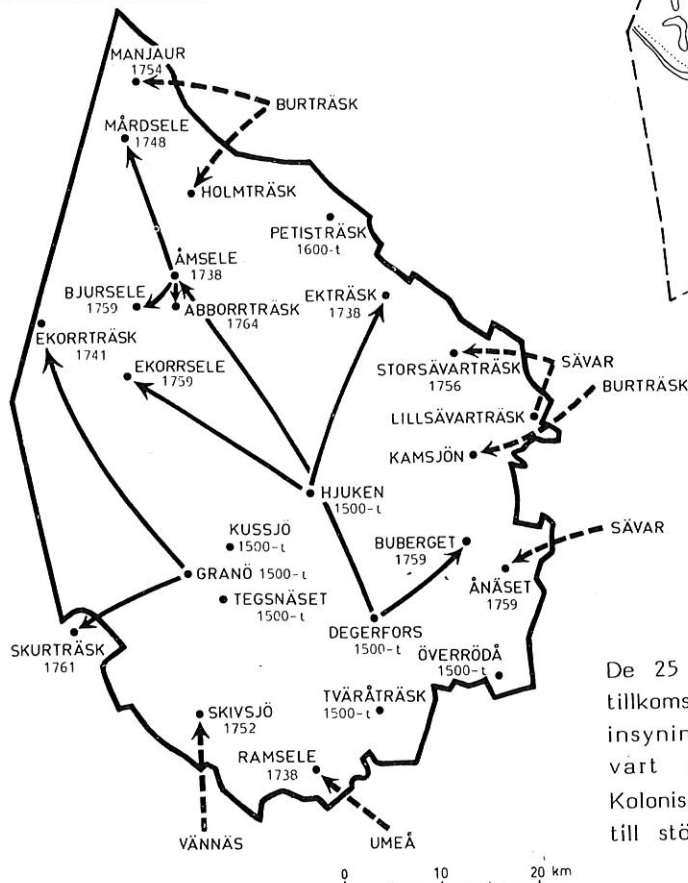 MANJAUR
1754
BURTRÄSK
MÅRDSELE
1748
HOLMTRÄSK
PETISTRÄSK
1600-t
ÅMSELE
1738
BJURSELE
1759
ABBORRTRÄSK
1764
EKTRÄSK
1738
EKORRTRÄSK
1741
EKORRSELE
1759
STORSÄVARTRÄSK
1756
SÄVAR
BURTRÄSK
LILLSÄVARTRÄSK
KAMSJÖN
HJUKEN
1500-t
KUSSJÖ
1500-t
BUBERGET
1759
SÄVAR
GRANÖ 1500-t
ÅNÄSET
1759
TEGSNÄSET
1500-t
DEGERFORS
1500-t
SKURTRÄSK
1761
ÖVERRÖDÅ
1500-t
SKIVSJÖ
1752
TVÄRÅTRÄSK
1500-t
RAMSELE
1738
VÄNNÄS
UMEÅ
0 20 km
De 25
tillkoms
insynin
vart
Kolonis
till stö